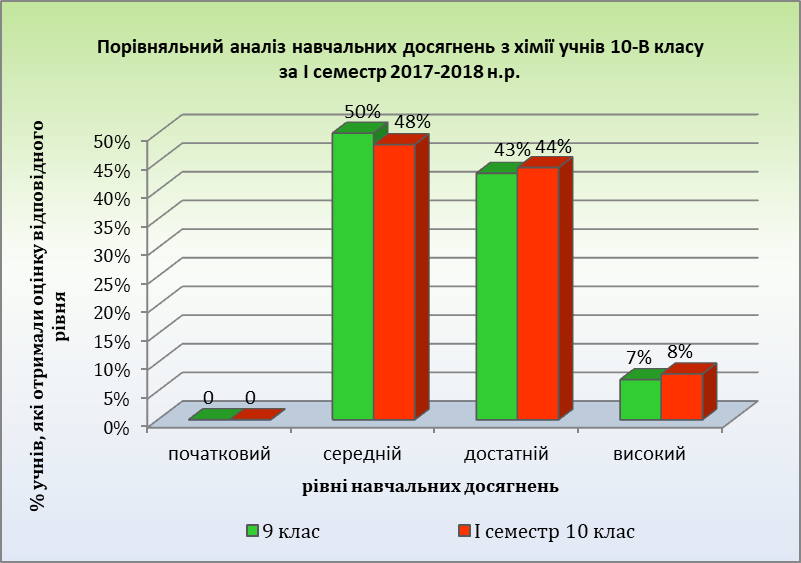 Порівняльний аналіз навчальних досягнень з хімії учнів 10-В класу
за І семестр 2017-2018 н.р.
% учнів, які отримали оцінку відповідного
рівня
50%
45%
40%
35%
30%
25%
20%
15%
10%
5%
0%
0
0
50%
48%
43%
44%
7%
8%
початковий
середній
достатній
високий
рівні навчальних досягнень
9 клас
І семестр 10 клас